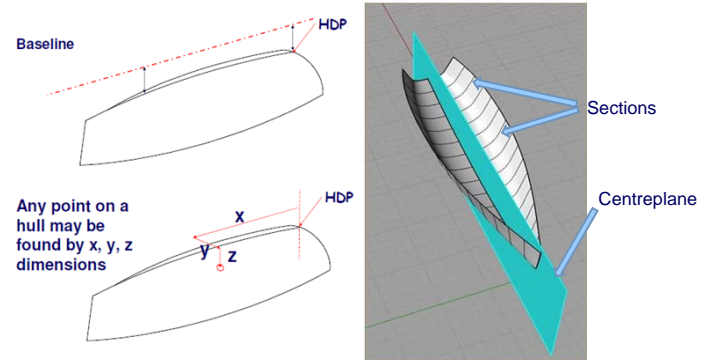 HDP
Baseline
Any point on a
hull may be
found by x, y, z
dimensions
HDP
x
y
z
Sections
Centreplane